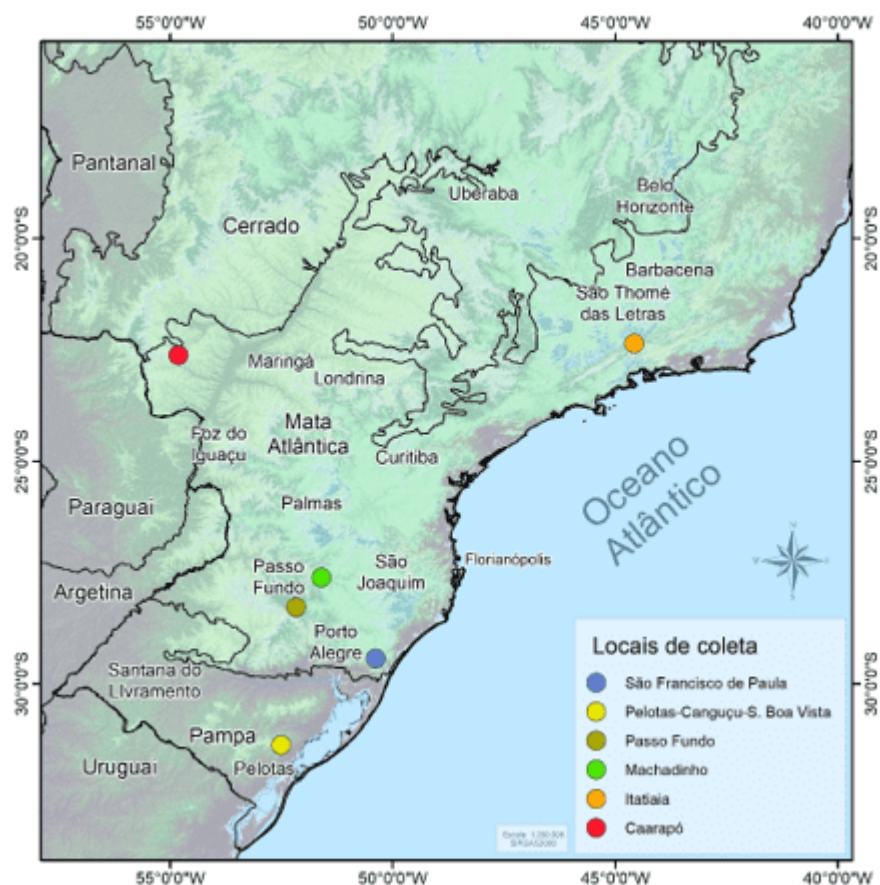 55°0'0"W 50°0'0"W 45°0'0"W 40°0'0"W
20°0'0"S 20°0'0"S
25°0'0"S 25°0'0"S
30°0'0"S 30°0'0"S
Pantanal
Uberaba
Belo
Horizonte
Cerrado
Barbacena
São Thomé
das Letras
Maringá
Londrina
Mata
Atlântica
Foz do
Iguaçu
Curitiba
Oceano
Atlântico
Paraguai
Palmas
Passo
Fundo
São
Joaquim
Florianópolis
Argetina
Porto
Alegre
Santana do
Llvramento
Pampa
Pelotas
Uruguai
Locais de coleta
São Francisco de Paula
Pelotas-Canguçu-S. Boa Vista
Passo Fundo
Machadinho
Itatiaia
Caarapó
Escala
SIRGAS2000
55°0'0"W 50°0'0"W 45°0'0"W 40°0'0"W